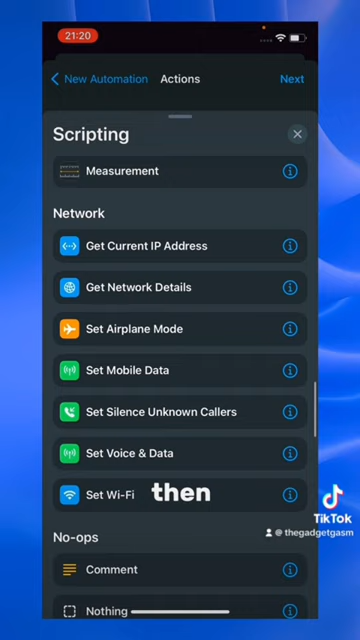 21:20
New Automation
Actions
Next
Scripting
Measurement
Network
Get Current IP Address
Get Network Details
Set Airplane Mode
Set Mobile Data
Set Silence Unknown Callers
Set Voice & Data
Set Wi-Fi
then
TikTok
@ thegadgetgasm
No-ops
Comment
Nothing